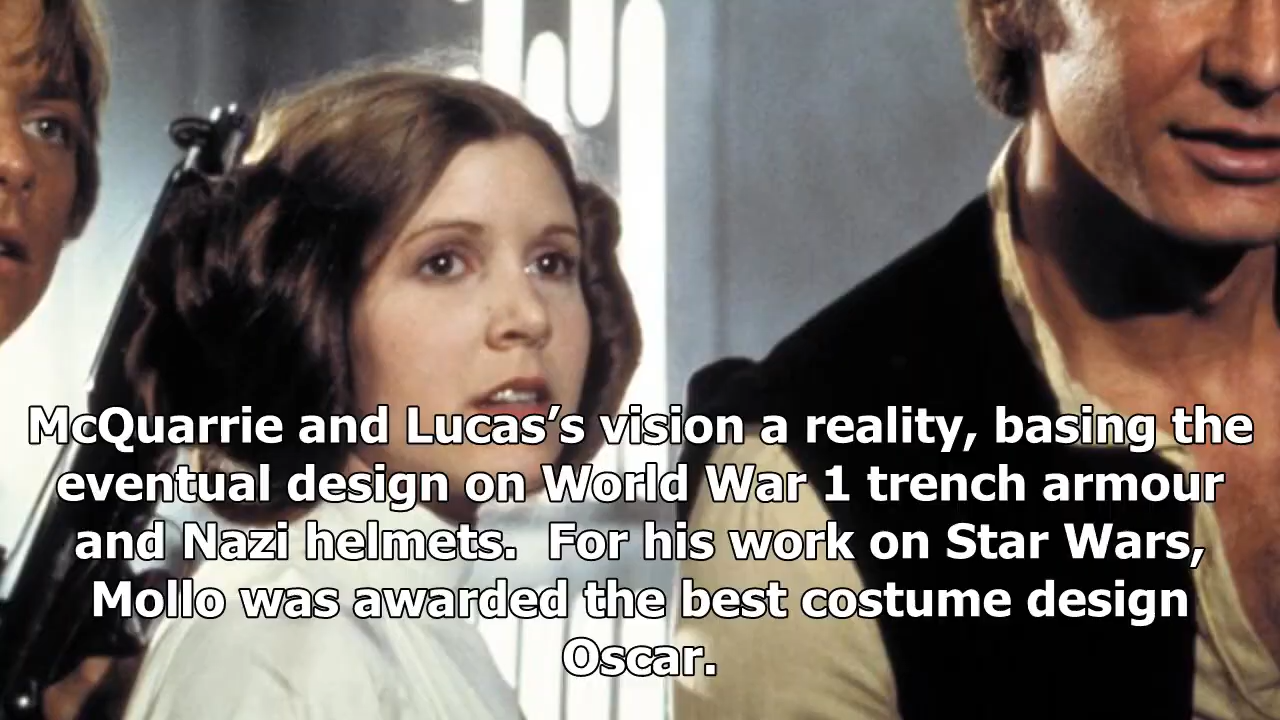 McQuarrie and Lucas’s vision a reality, basing the
eventual design on World War 1 trench armour
and Nazi helmets.  For his work on Star Wars,
Mollo was awarded the best costume design
Oscar.